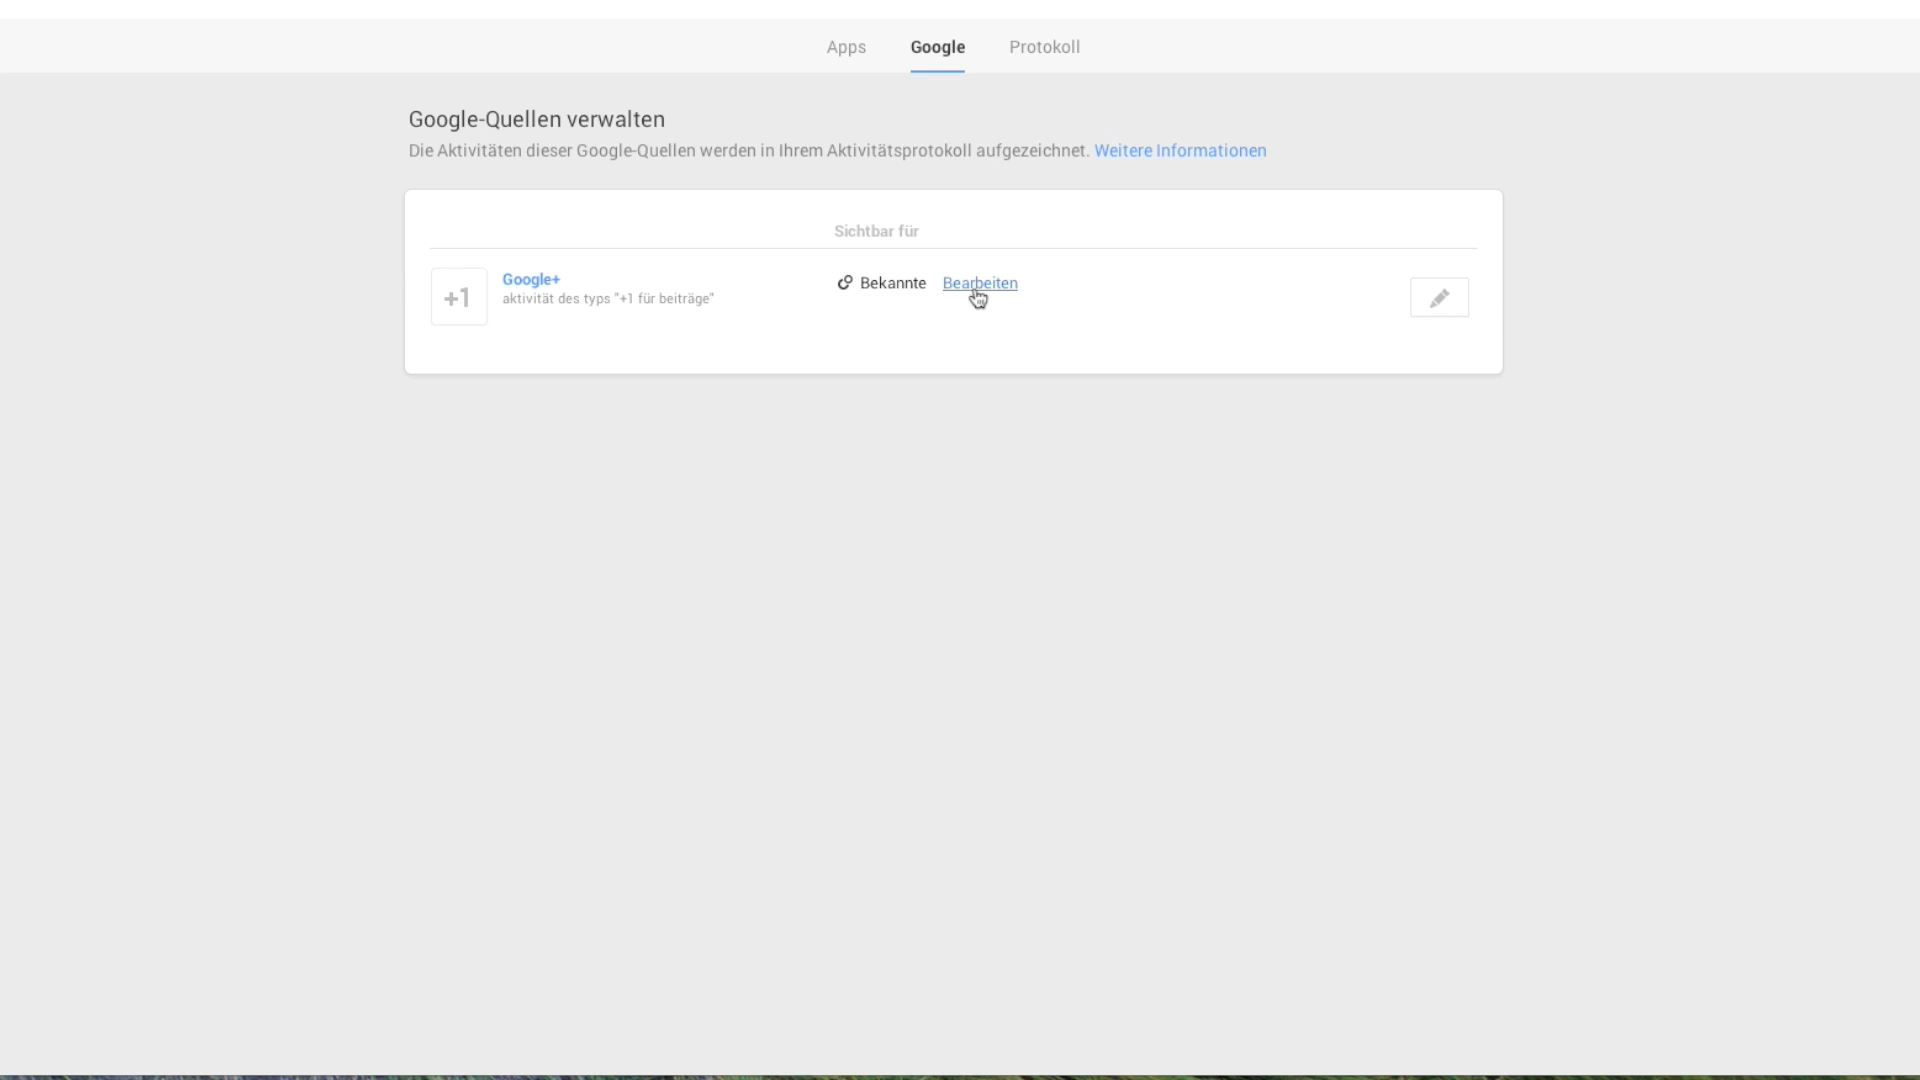 Apps Google Protokoll
Google-Quellen verwalten
Die Aktivitäten dieser Google-Quellen werden in Ihrem Aktivitätsprotokoll aufgezeichnet. Weitere Informationen
Sichtbar für
+1
Google+
aktivität des typs "+1 für beiträge"
Bekannte Bearbeiten